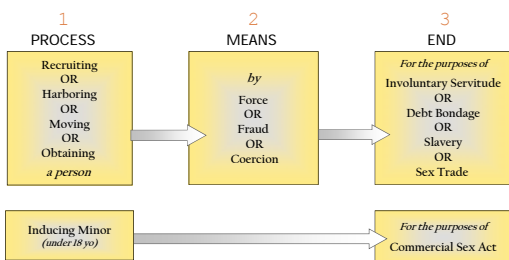 1
PROCESS
Recruiting
OR
Harboring
OR
Moving
OR
Obtaining
a person
2
MEANS
by
Force
OR
Fraud
OR
Coercion
3
END
For the purposes of
Involuntary Servitude
OR
Debt Bondage
OR
Slavery
OR
Sex Trade
Inducing Minor
(under 18 yo)
For the purposes of
Commercial Sex Act